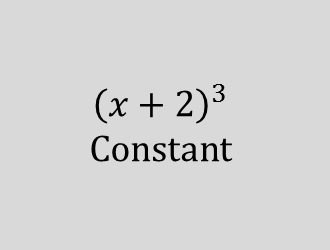 (x + 2)³
Constant